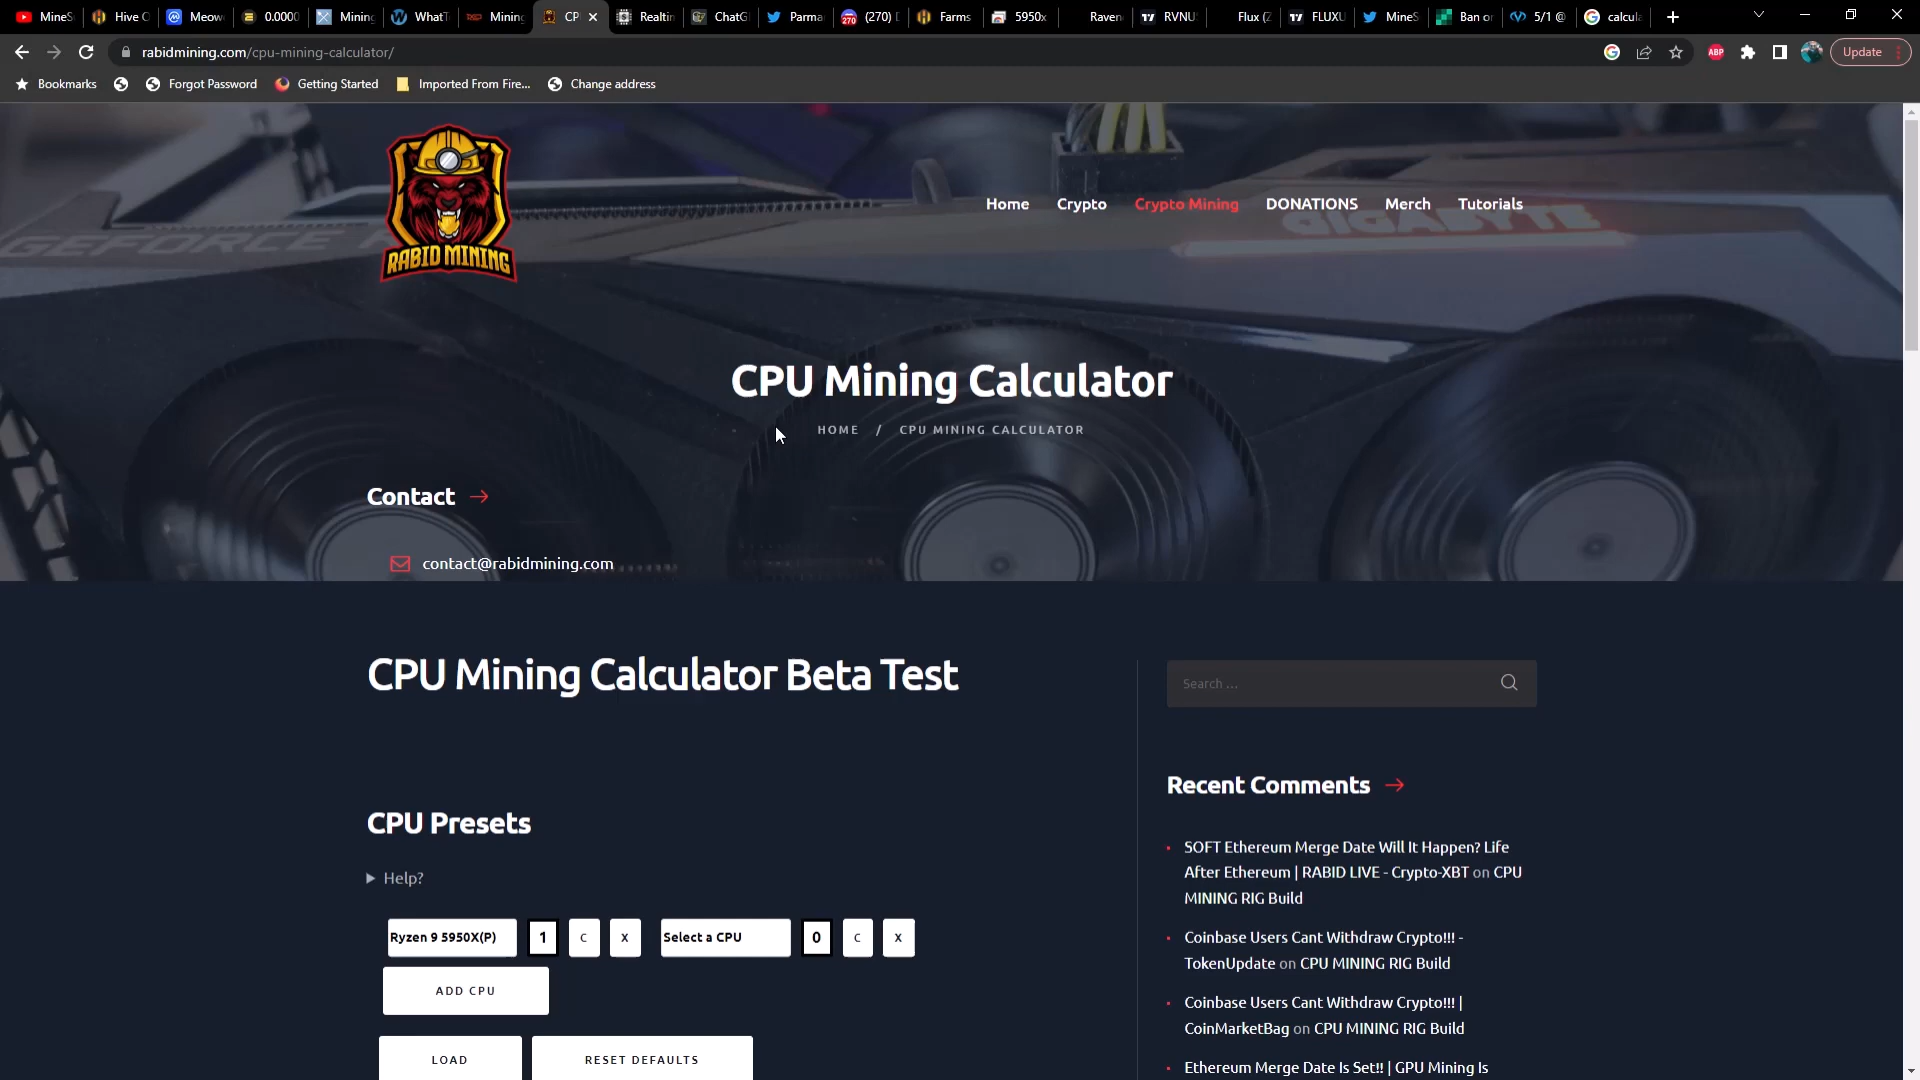 MineS
Hive C
Meow
0.0000
Mining
WhatT
Mining
CP
Realtin
ChatG
Parma
(270)
Farms
5950x
Raven
RVNU
Flux (Z
FLUXU
MineS
Ban or
5/1 @
calcula
rabidmining.com/cpu-mining-calculator/
ABP
Update
Bookmarks
Forgot Password
Getting Started
Imported From Fire...
Change address
GEFORCE
GIGABYTE
RABID MINING
Home
Crypto
Crypto Mining
DONATIONS
Merch
Tutorials
CPU Mining Calculator
HOME / CPU MINING CALCULATOR
Contact
contact@rabidmining.com
CPU Mining Calculator Beta Test
CPU Presets
Help?
Ryzen 9 5950X(P) 1 C X Select a CPU 0 C X
ADD CPU
LOAD RESET DEFAULTS
Search ...
Recent Comments
SOFT Ethereum Merge Date Will It Happen? Life
After Ethereum | RABID LIVE - Crypto-XBT on CPU
MINING RIG Build
Coinbase Users Cant Withdraw Crypto!!! -
TokenUpdate on CPU MINING RIG Build
Coinbase Users Cant Withdraw Crypto!!! |
CoinMarketBag on CPU MINING RIG Build
Ethereum Merge Date Is Set!! | GPU Mining Is